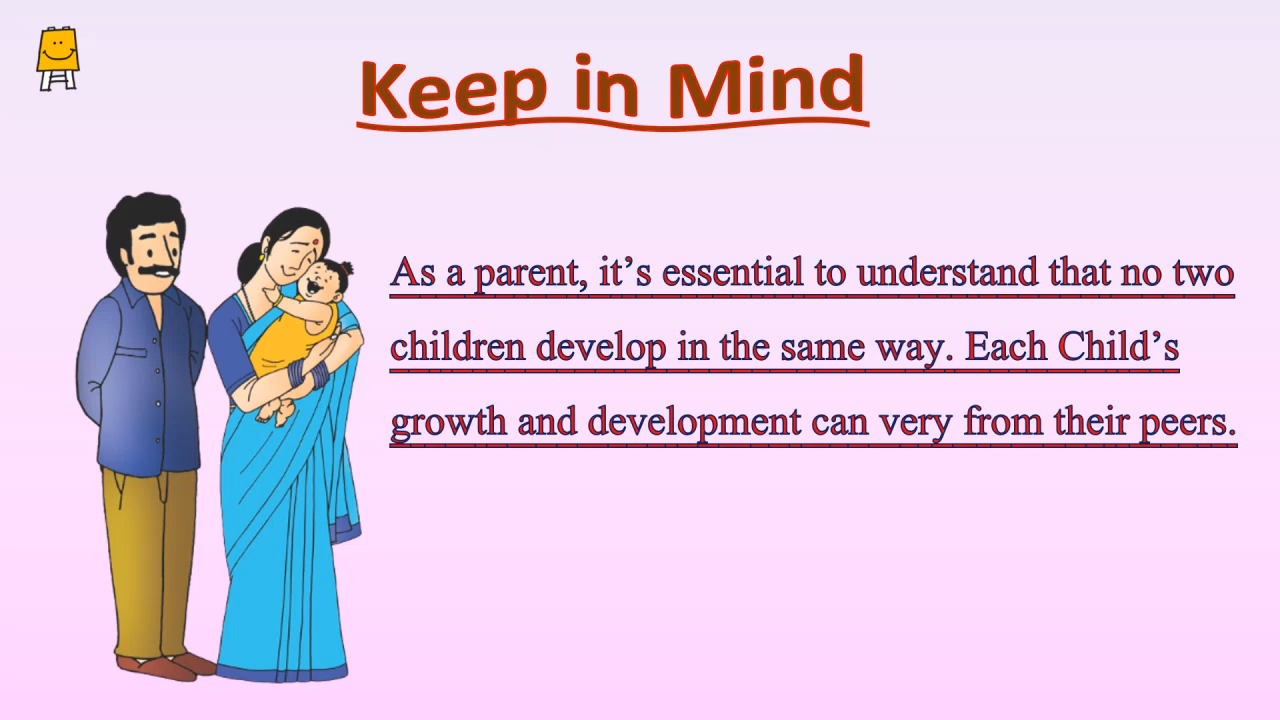 Keep in Mind
As a parent, it’s essential to understand that no two
children develop in the same way. Each Child’s
growth and development can very from their peers.